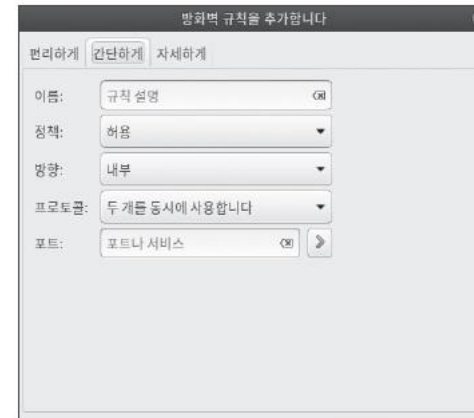 방화벽 규칙을 추가합니다
편리하게 간단하게 자세하게
이름: 규칙 설명
정책: 허용
방향: 내부
프로토콜: 두 개를 동시에 사용합니다
포트: 포트나 서비스